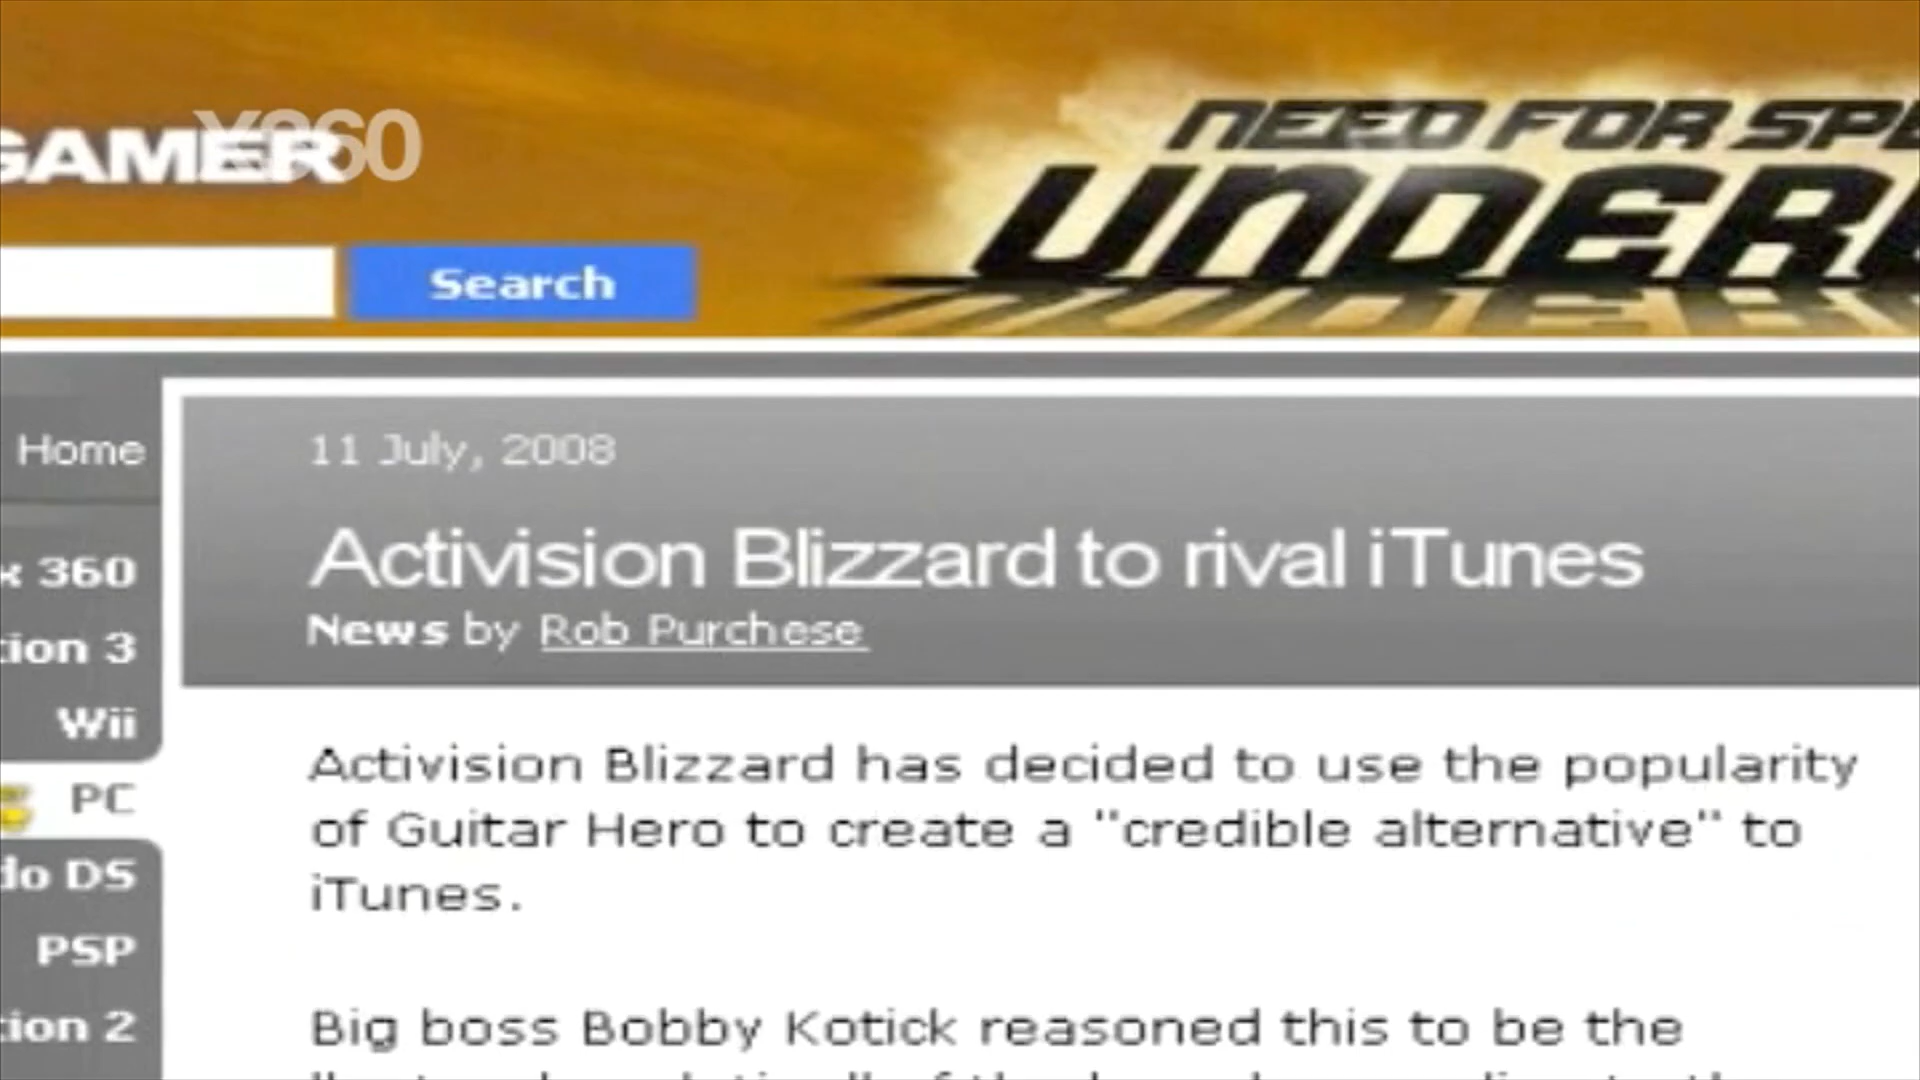 GAMER
X360
NEED FOR SPE
UNDER
Search
Home
11 July, 2008
Activision Blizzard to rival iTunes
News by Rob Purchese
360
tion 3
Wii
PC
do DS
PSP
tion 2
Activision Blizzard has decided to use the popularity
of Guitar Hero to create a "credible alternative" to
iTunes.
Big boss Bobby Kotick reasoned this to be the